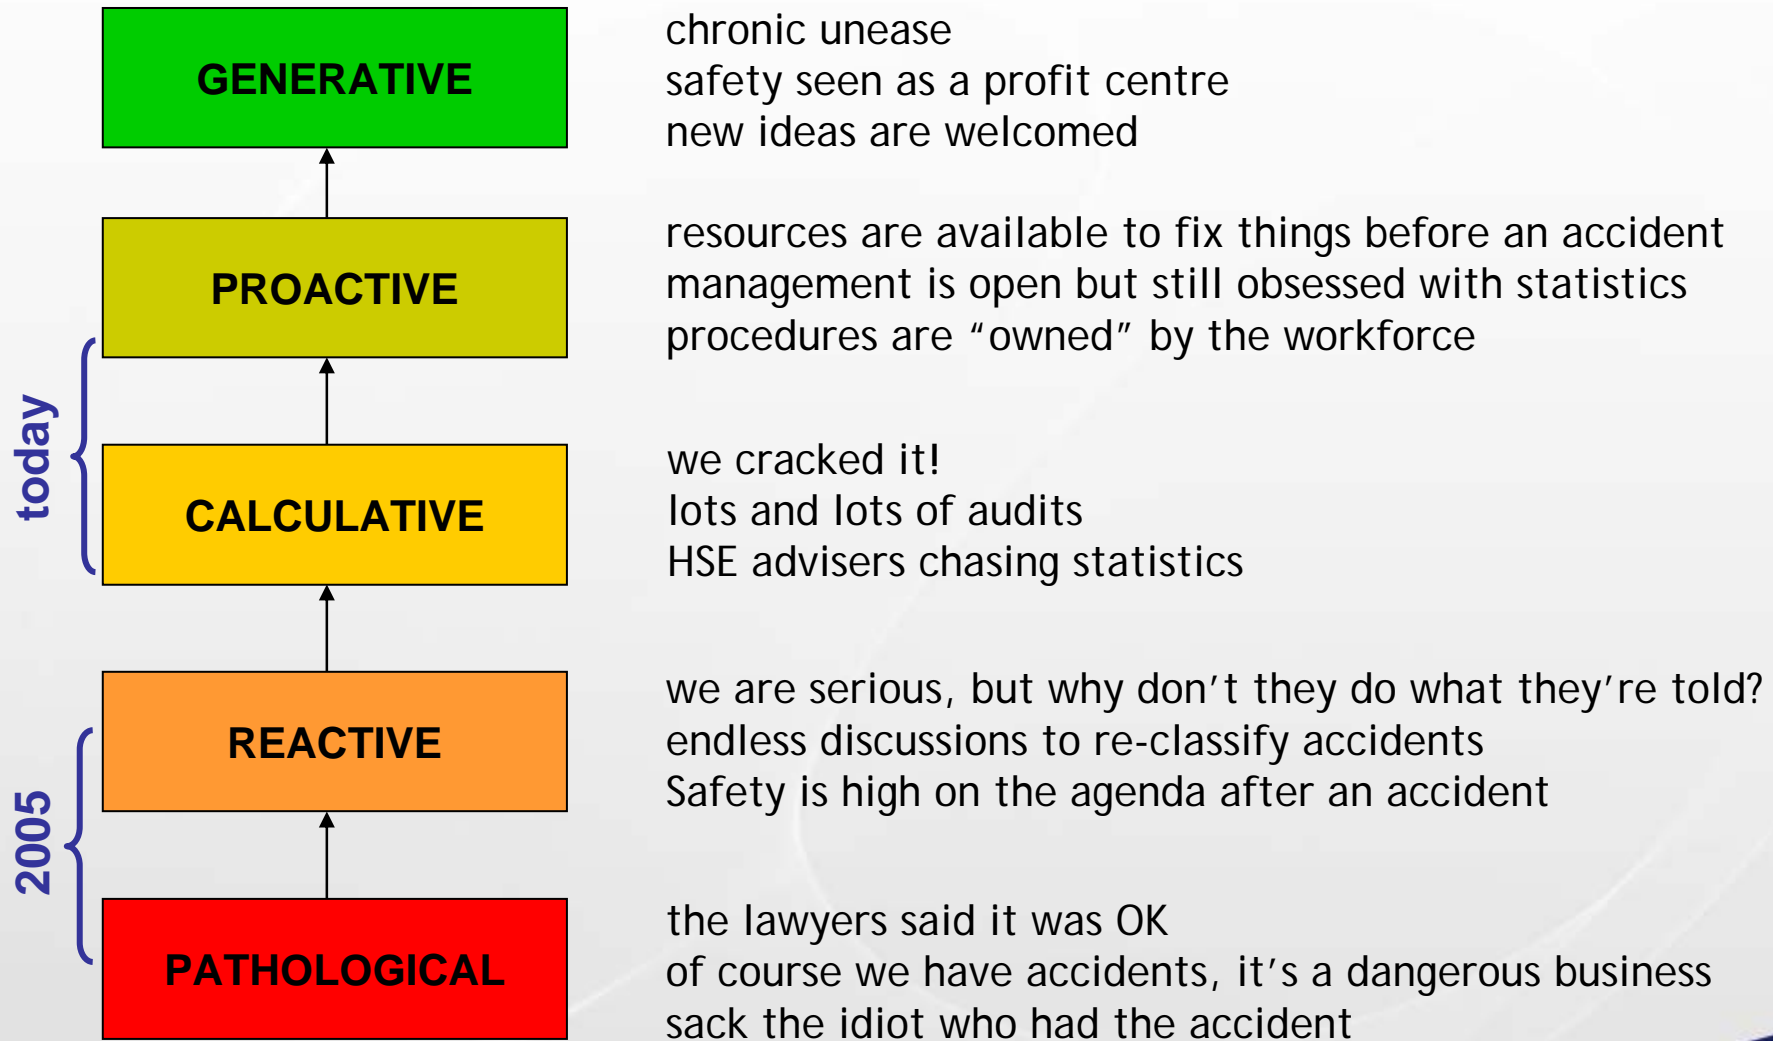 GENERATIVE
chronic unease
safety seen as a profit centre
new ideas are welcomed
PROACTIVE
resources are available to fix things before an accident
management is open but still obsessed with statistics
procedures are “owned” by the workforce
today
CALCULATIVE
we cracked it!
lots and lots of audits
HSE advisers chasing statistics
REACTIVE
we are serious, but why don’t they do what they’re told?
endless discussions to re-classify accidents
Safety is high on the agenda after an accident
2005
PATHOLOGICAL
the lawyers said it was OK
of course we have accidents, it’s a dangerous business
sack the idiot who had the accident